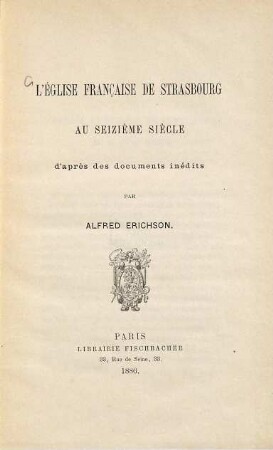 L'ÉGLISE FRANÇAISE DE STRASBOURG
AU SEIZIÈME SIÈCLE
d'après des documents inédits
PAR
ALFRED ERICHSON.
PARIS
LIBRAIRIE FISCHBACHER
33, Rue de Seine, 33.
1886.